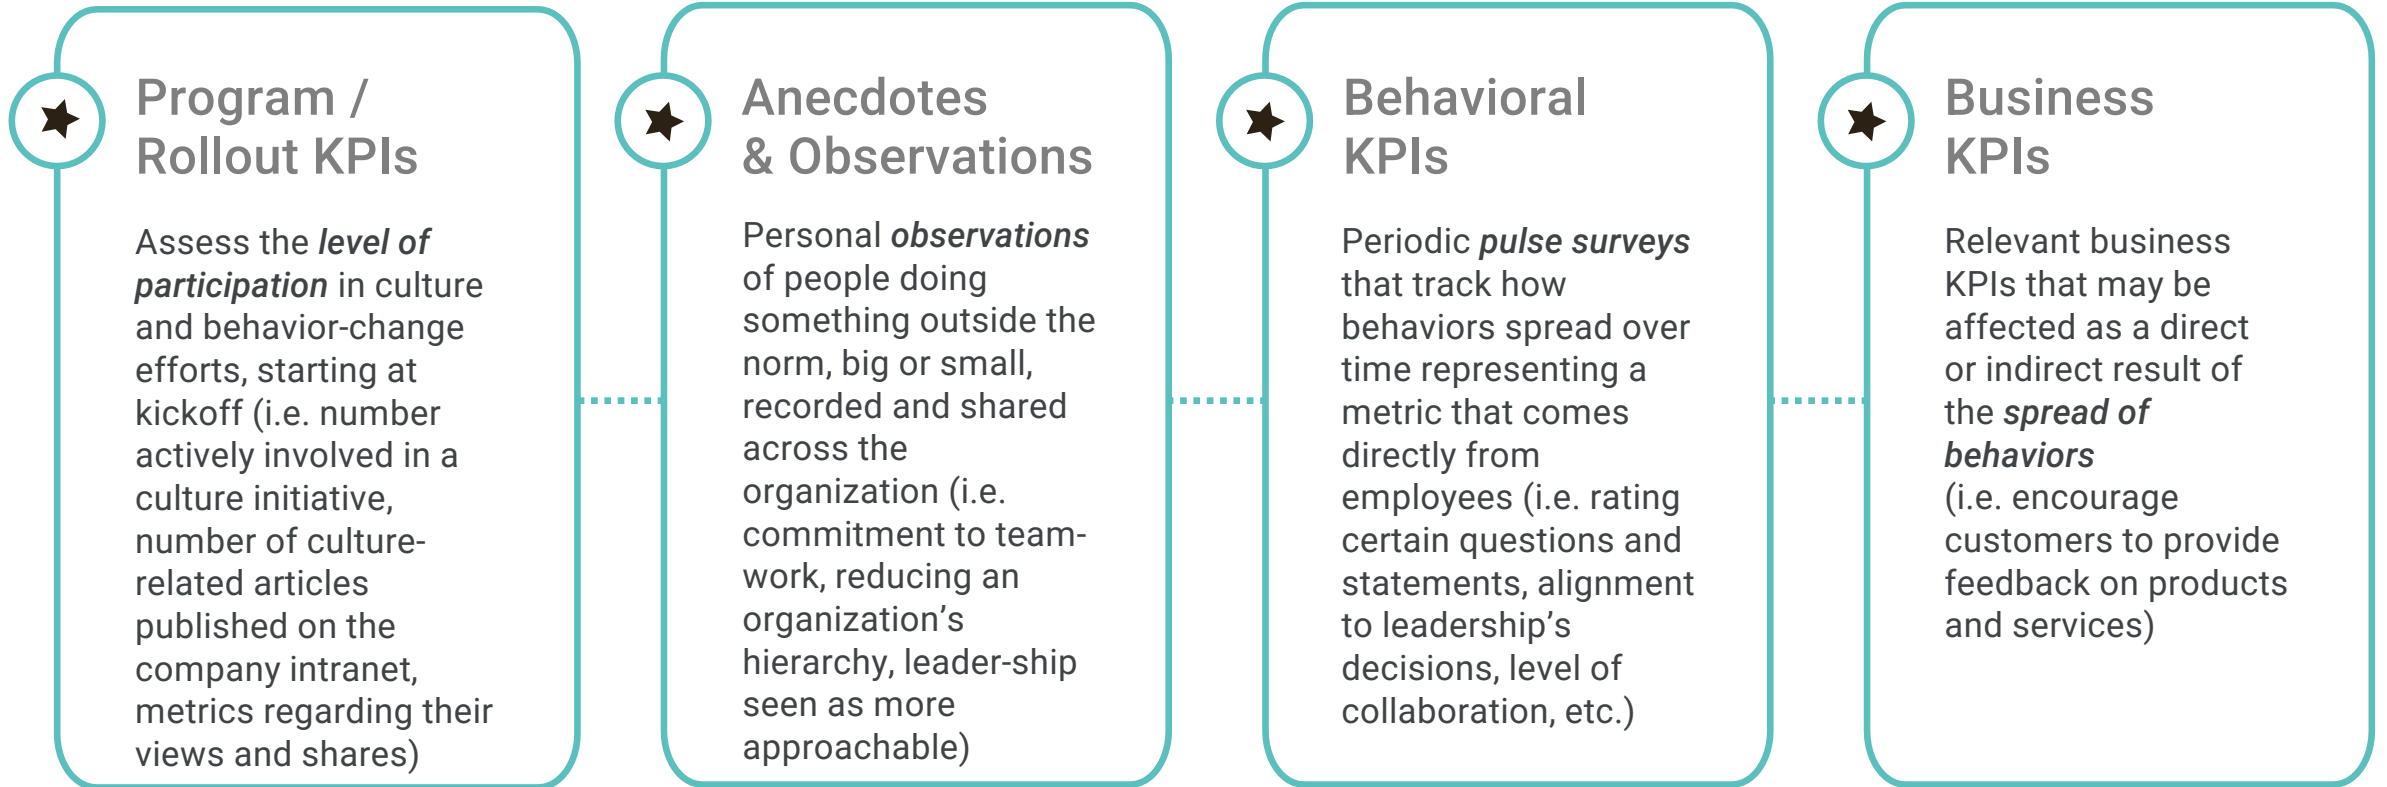 Program /
Rollout KPIs
Assess the level of
participation in culture
and behavior-change
efforts, starting at
kickoff (i.e. number
actively involved in a
culture initiative,
number of culture-
related articles
published on the
company intranet,
metrics regarding their
views and shares)
Anecdotes
& Observations
Personal observations
of people doing
something outside the
norm, big or small,
recorded and shared
across the
organization (i.e.
commitment to team-
work, reducing an
organization’s
hierarchy, leader-ship
seen as more
approachable)
Behavioral
KPIs
Periodic pulse surveys
that track how
behaviors spread over
time representing a
metric that comes
directly from
employees (i.e. rating
certain questions and
statements, alignment
to leadership’s
decisions, level of
collaboration, etc.)
Business
KPIs
Relevant business
KPIs that may be
affected as a direct
or indirect result of
the spread of
behaviors
(i.e. encourage
customers to provide
feedback on products
and services)